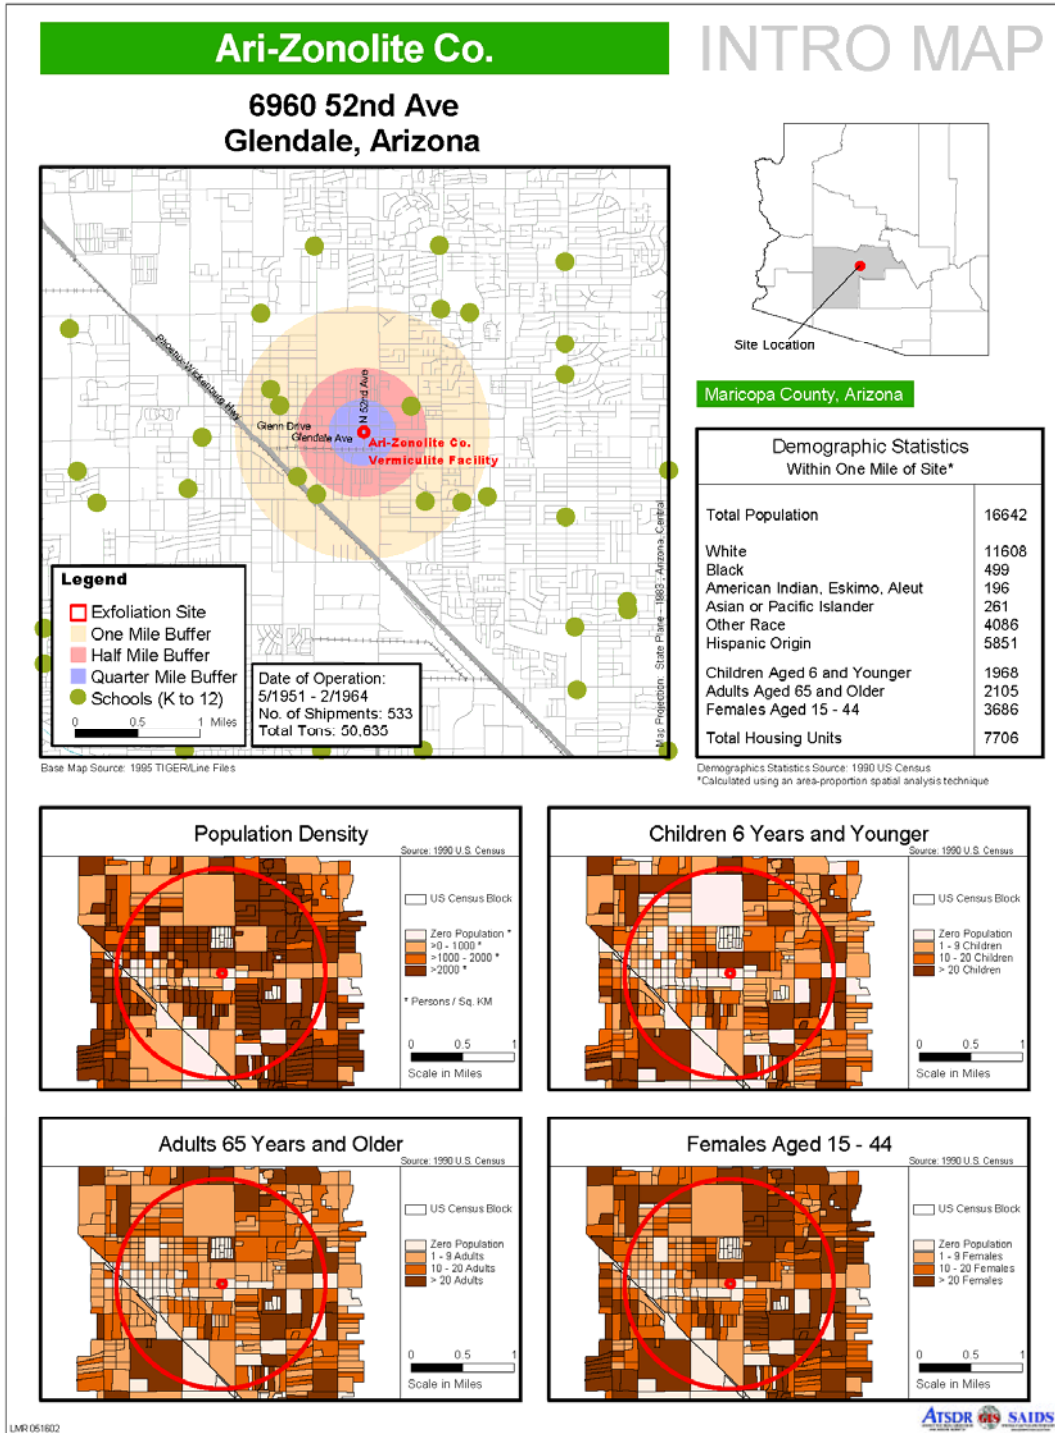 Ari-Zonolite Co.
INTRO MAP
6960 52nd Ave
Glendale, Arizona
Phoenix-Wickenburg Hwy
N 52nd Ave
Glenn Drive
Glendale Ave
Ari-Zonolite Co.
Vermiculite Facility
Map Projection: State Plane - 1983; Arizona, Central
Legend
Exfoliation Site
One Mile Buffer
Half Mile Buffer
Quarter Mile Buffer
Schools (K to 12)
0 0.5 1 Miles
Date of Operation:
5/1951 - 2/1964
No. of Shipments: 533
Total Tons: 50,635
Base Map Source: 1995 TIGER/Line Files
Site Location
Maricopa County, Arizona
Demographic Statistics
Within One Mile of Site*
Total Population 16642
White 11608
Black 499
American Indian, Eskimo, Aleut 196
Asian or Pacific Islander 261
Other Race 4086
Hispanic Origin 5851
Children Aged 6 and Younger 1968
Adults Aged 65 and Older 2105
Females Aged 15 - 44 3686
Total Housing Units 7706
Demographics Statistics Source: 1990 US Census
*Calculated using an area-proportion spatial analysis technique
Population Density
Source: 1990 U.S. Census
US Census Block
Zero Population *
>0 - 1000 *
>1000 - 2000 *
>2000 *
* Persons / Sq. KM
0 0.5 1
Scale in Miles
Children 6 Years and Younger
Source: 1990 U.S. Census
US Census Block
Zero Population
1 - 9 Children
10 - 20 Children
> 20 Children
0 0.5 1
Scale in Miles
Adults 65 Years and Older
Source: 1990 U.S. Census
US Census Block
Zero Population
1 - 9 Adults
10 - 20 Adults
> 20 Adults
0 0.5 1
Scale in Miles
Females Aged 15 - 44
Source: 1990 U.S. Census
US Census Block
Zero Population
1 - 9 Females
10 - 20 Females
> 20 Females
0 0.5 1
Scale in Miles
LMR 051602
ATSDR GIS SAIDS